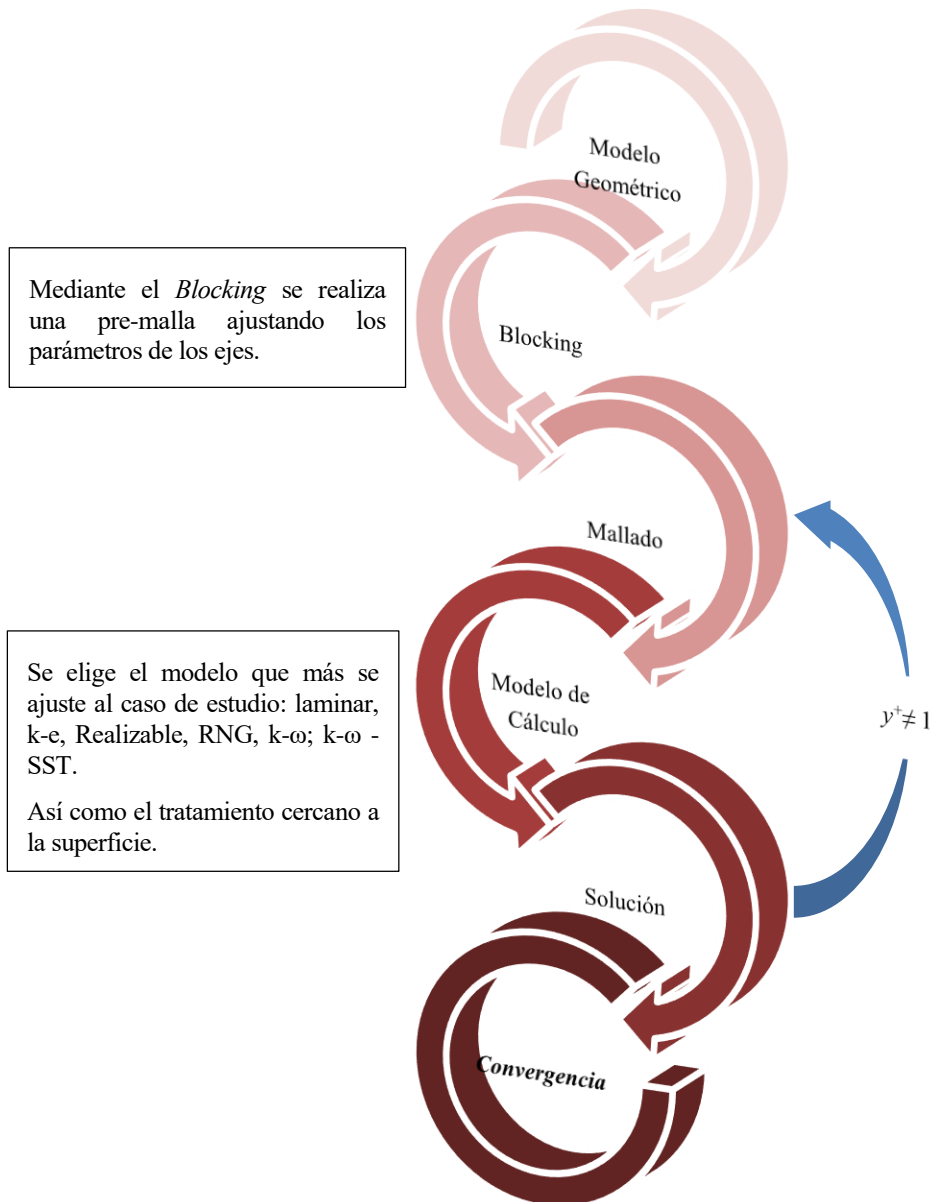 Modelo
Geométrico
Mediante el Blocking se realiza
una pre-malla ajustando los
parámetros de los ejes.
Blocking
Mallado
Se elige el modelo que más se
ajuste al caso de estudio: laminar,
k-e, Realizable, RNG, k-ω; k-ω -
SST.
Así como el tratamiento cercano a
la superficie.
Modelo de
Cálculo
y⁺≠ 1
Solución
Convergencia